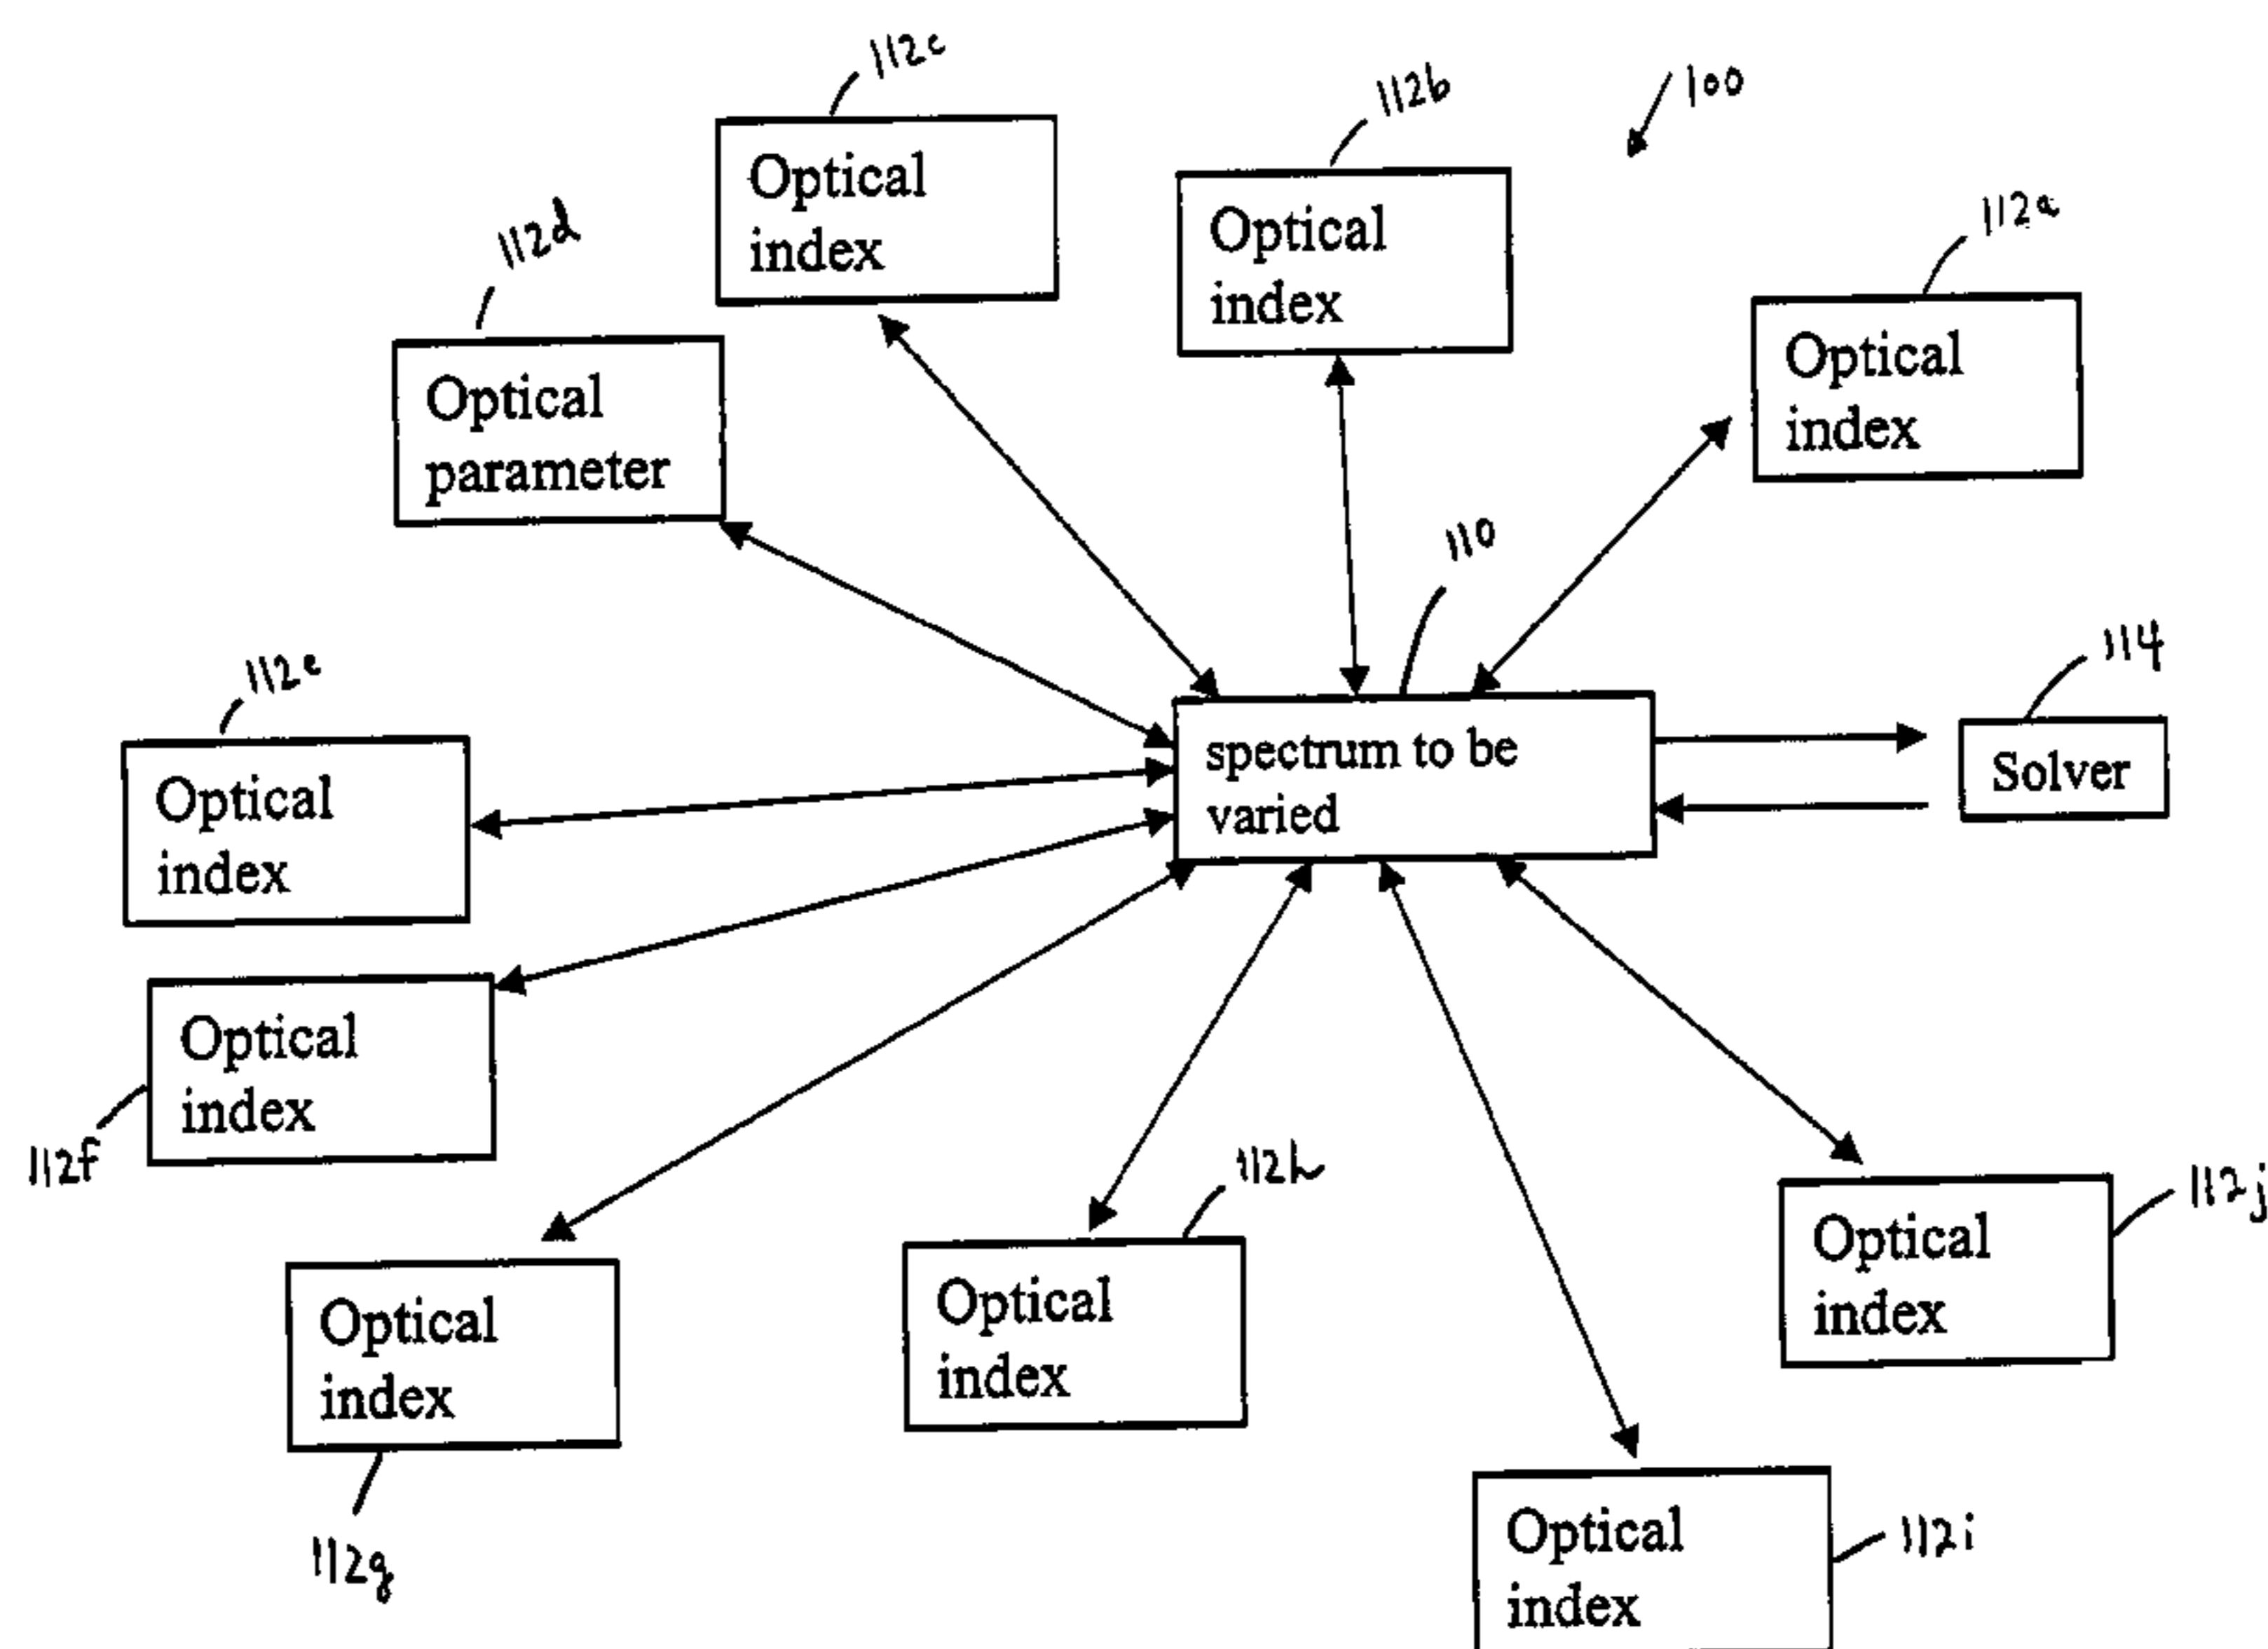 112c
112b
100
Optical
index
112a
112d
Optical
index
Optical
index
Optical
parameter
110
114
112e
spectrum to be
varied
Solver
Optical
index
Optical
index
112f
112h
112j
Optical
index
Optical
index
Optical
index
112g
Optical
index
112i